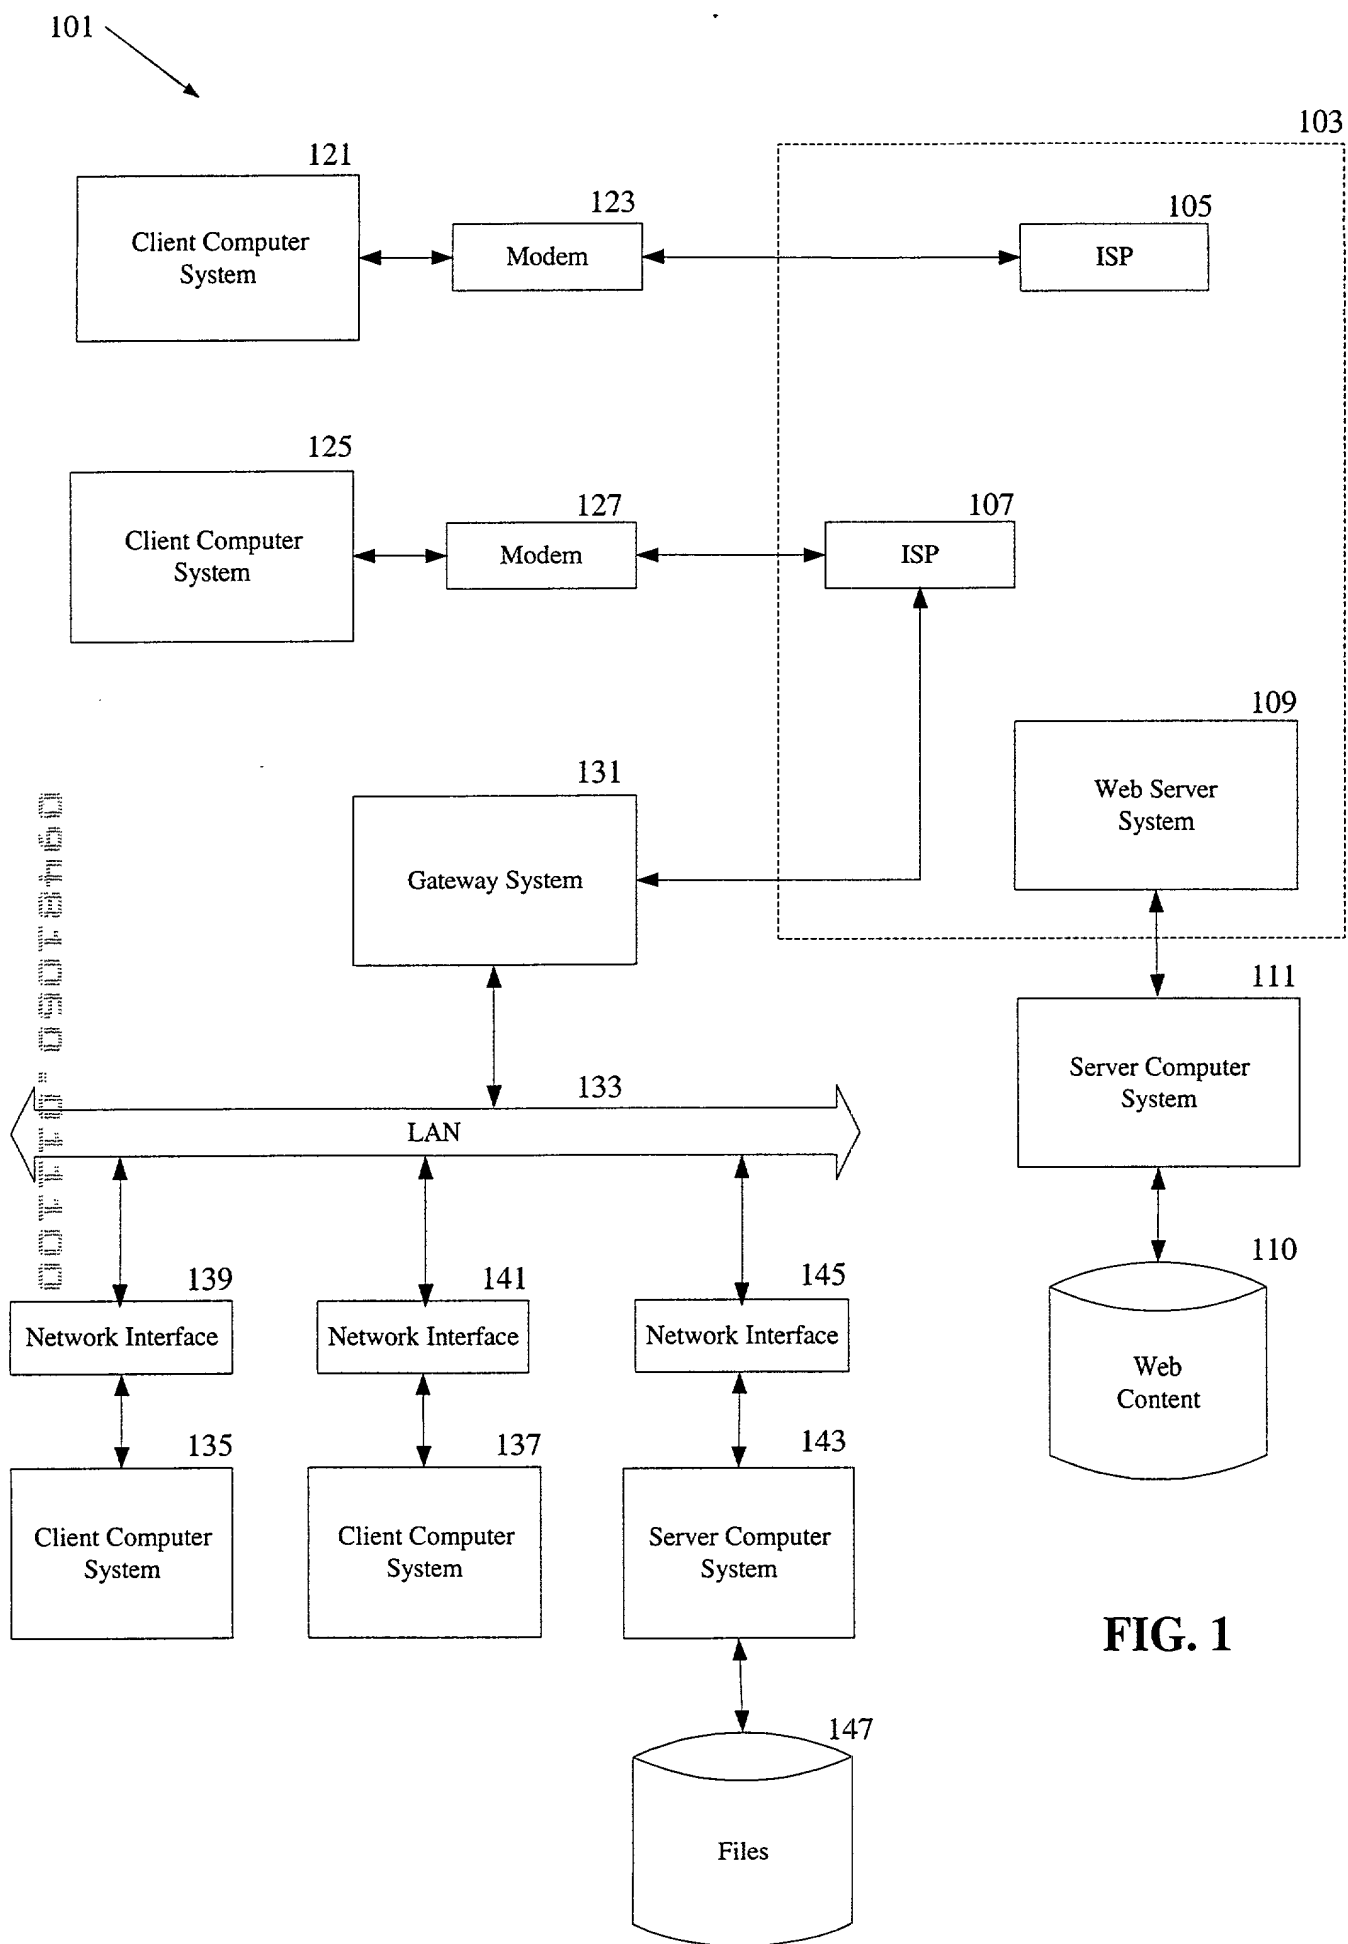 101
103
121
Client Computer
System
123
Modem
105
ISP
125
Client Computer
System
127
Modem
107
ISP
109
Web Server
System
131
Gateway System
111
Server Computer
System
133
LAN
110
Web
Content
139
Network Interface
141
Network Interface
145
Network Interface
135
Client Computer
System
137
Client Computer
System
143
Server Computer
System
147
Files
FIG. 1
09481050 .011100